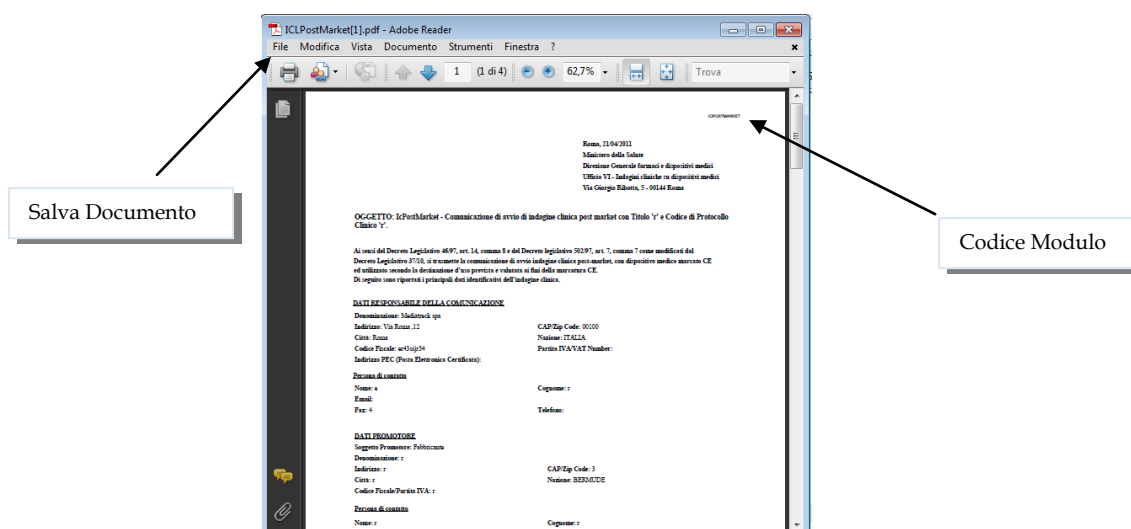 ICLPostMarket[1].pdf - Adobe Reader
File Modifica Vista Documento Strumenti Finestra ?
1 (1 di 4) 62,7% Trova
ICPOSTMARKET
Roma, 21/04/2011
Ministero della Salute
Direzione Generale farmaci e dispositivi medici
Ufficio VI - Indagini cliniche su dispositivi medici
Via Giorgio Ribotta, 5 - 00144 Roma
Salva Documento
Codice Modulo
OGGETTO: IcPostMarket - Comunicazione di avvio di indagine clinica post market con Titolo 'r' e Codice di Protocollo
Clinico 'r'.
Ai sensi del Decreto Legislativo 46/97, art. 14, comma 8 e del Decreto legislativo 502/97, art. 7, comma 7 come modificati dal
Decreto Legislativo 37/10, si trasmette la comunicazione di avvio indagine clinica post-market, con dispositivo medico marcato CE
ed utilizzato secondo la destinazione d'uso prevista e valutata ai fini della marcatura CE.
Di seguito sono riportati i principali dati identificativi dell'indagine clinica.
DATI RESPONSABILE DELLA COMUNICAZIONE
Denominazione: Mediatrack spa
Indirizzo: Via Roma ,12 CAP/Zip Code: 00100
Citta: Roma Nazione: ITALIA
Codice Fiscale: Partita IVA/VAT Number:
Indirizzo PEC (Posta Elettronica Certificata):
Persona di contatto
Nome: e Cognome: r
Email:
Fax: 4 Telefono:
DATI PROMOTORE
Soggetto Promotore: Fabbricante
Denominazione: r
Indirizzo: r CAP/Zip Code: 3
Citta: r Nazione: BERMUDE
Codice Fiscale/Partita IVA: r
Persona di contatto
Nome: r Cognome: r